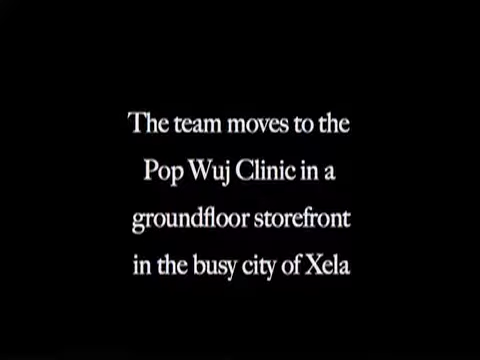 The team moves to the
Pop Wuj Clinic in a
groundfloor storefront
in the busy city of Xela